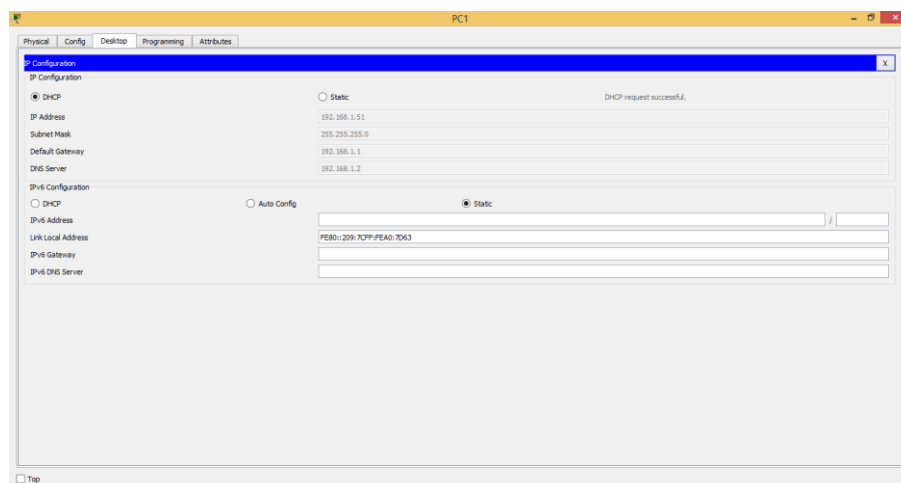 PC1
Physical Config Desktop Programming Attributes
IP Configuration X
IP Configuration
DHCP Static DHCP request successful.
IP Address 192.168.1.51
Subnet Mask 255.255.255.0
Default Gateway 192.168.1.1
DNS Server 192.168.1.2
IPv6 Configuration
DHCP Auto Config Static
IPv6 Address /
Link Local Address FE80::209:7CFF:FEA0:7D63
IPv6 Gateway
IPv6 DNS Server
Top